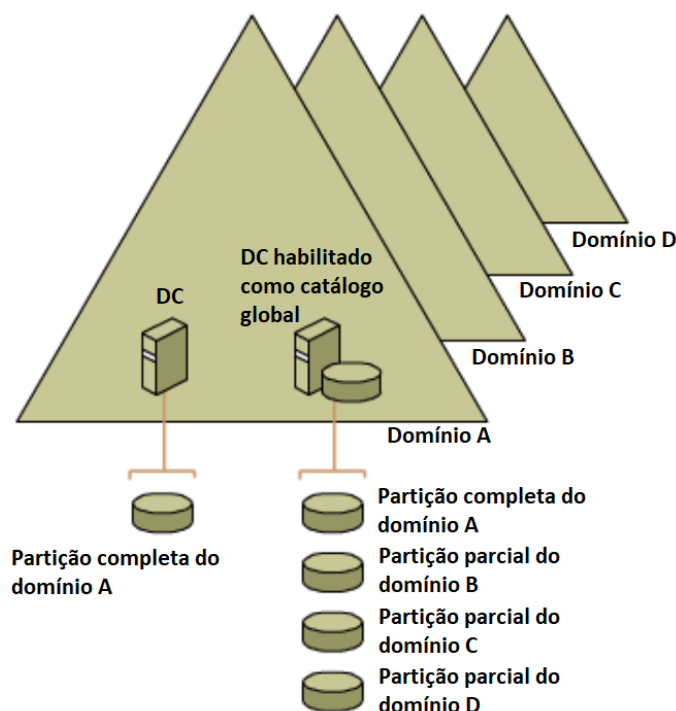 Domínio D
DC habilitado
como catálogo
global
DC
Domínio C
Domínio B
Domínio A
Partição completa do
domínio A
Partição completa do
domínio A
Partição parcial do
domínio B
Partição parcial do
domínio C
Partição parcial do
domínio D